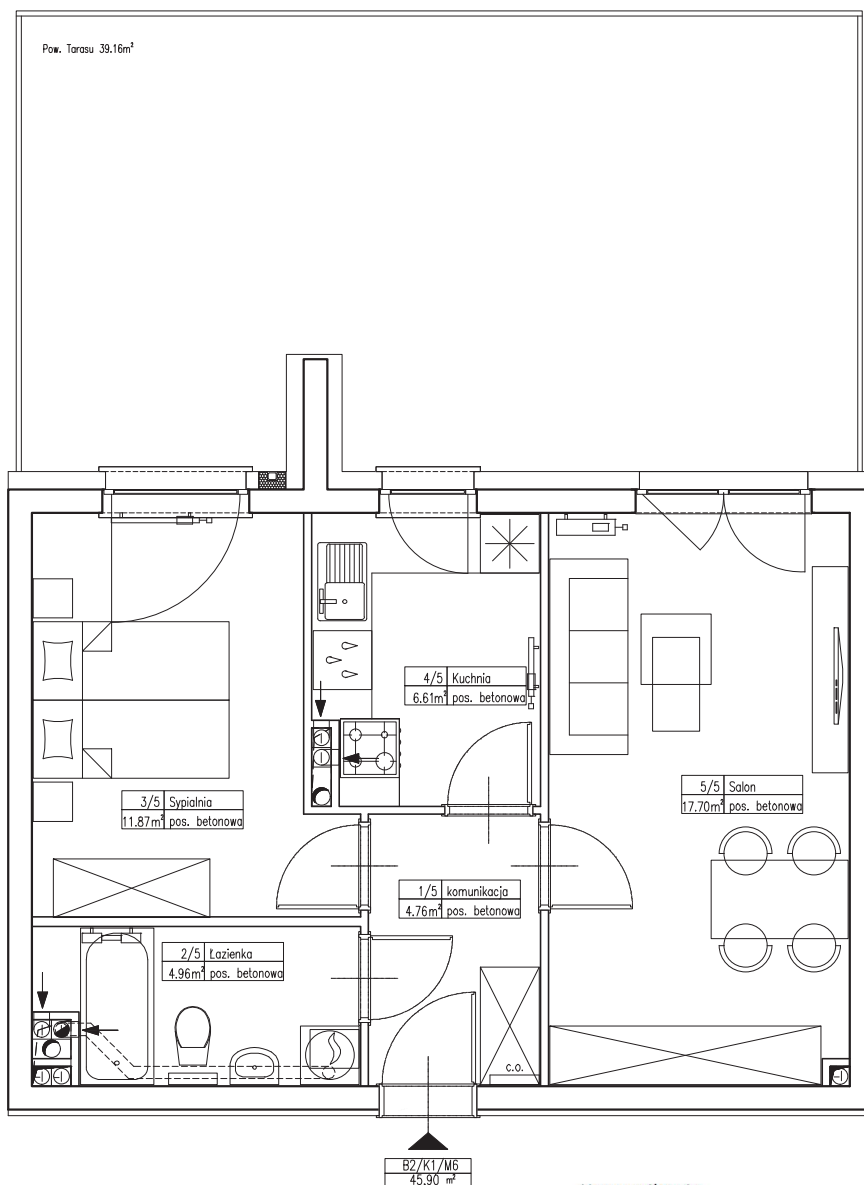 Pow. Tarasu 39.16m²
4/5 Kuchnia
6.61m² pos. betonowa
5/5 Salon
17.70m² pos. betonowa
3/5 Sypialnia
11.87m² pos. betonowa
1/5 komunikacja
4.76m² pos. betonowa
2/5 Łazienka
4.96m² pos. betonowa
c.o.
B2/K1/M6
45.90 m²